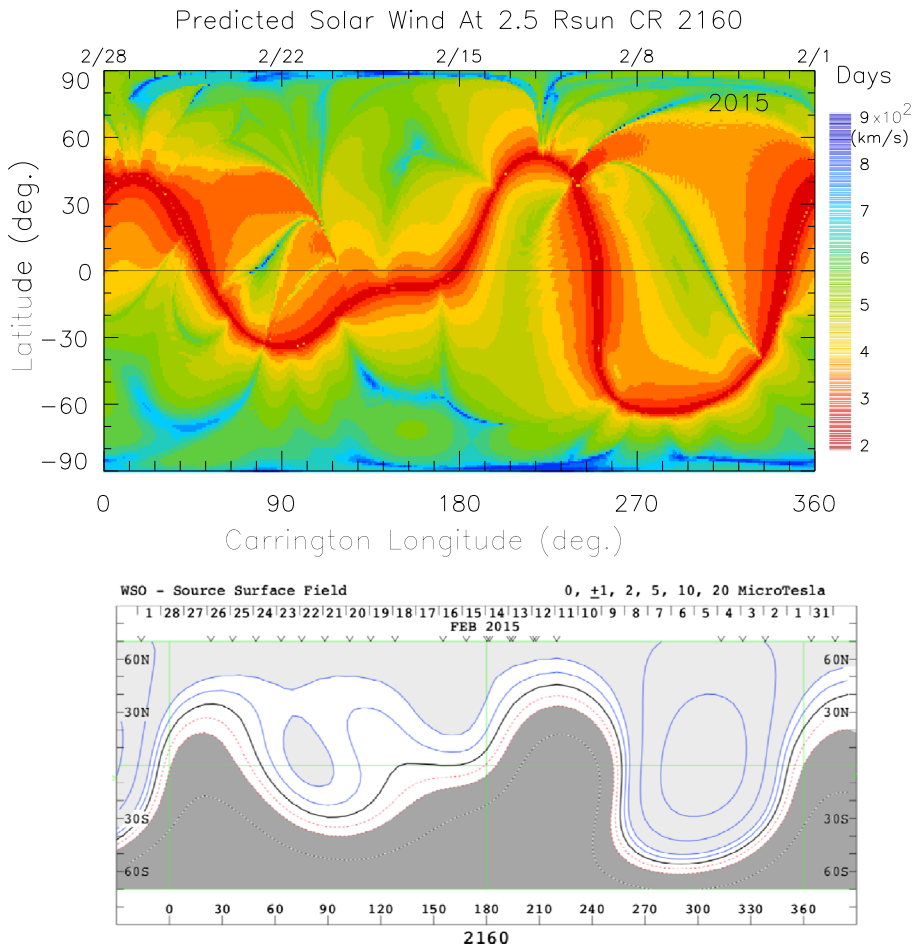 Predicted Solar Wind At 2.5 Rsun CR 2160
2/28 2/22 2/15 2/8 2/1 Days
2015
90
60
30
0
-30
-60
-90
Latitude (deg.)
9 ×10²
(km/s)
8
7
6
5
4
3
2
0 90 180 270 360
Carrington Longitude (deg.)
WSO - Source Surface Field 0, ±1, 2, 5, 10, 20 MicroTesla
1 28 27 26 25 24 23 22 21 20 19 18 17 16 15 14 13 12 11 10 9 8 7 6 5 4 3 2 1 31
FEB 2015
60N 60N
30N 30N
30S 30S
60S 60S
0 30 60 90 120 150 180 210 240 270 300 330 360
2160